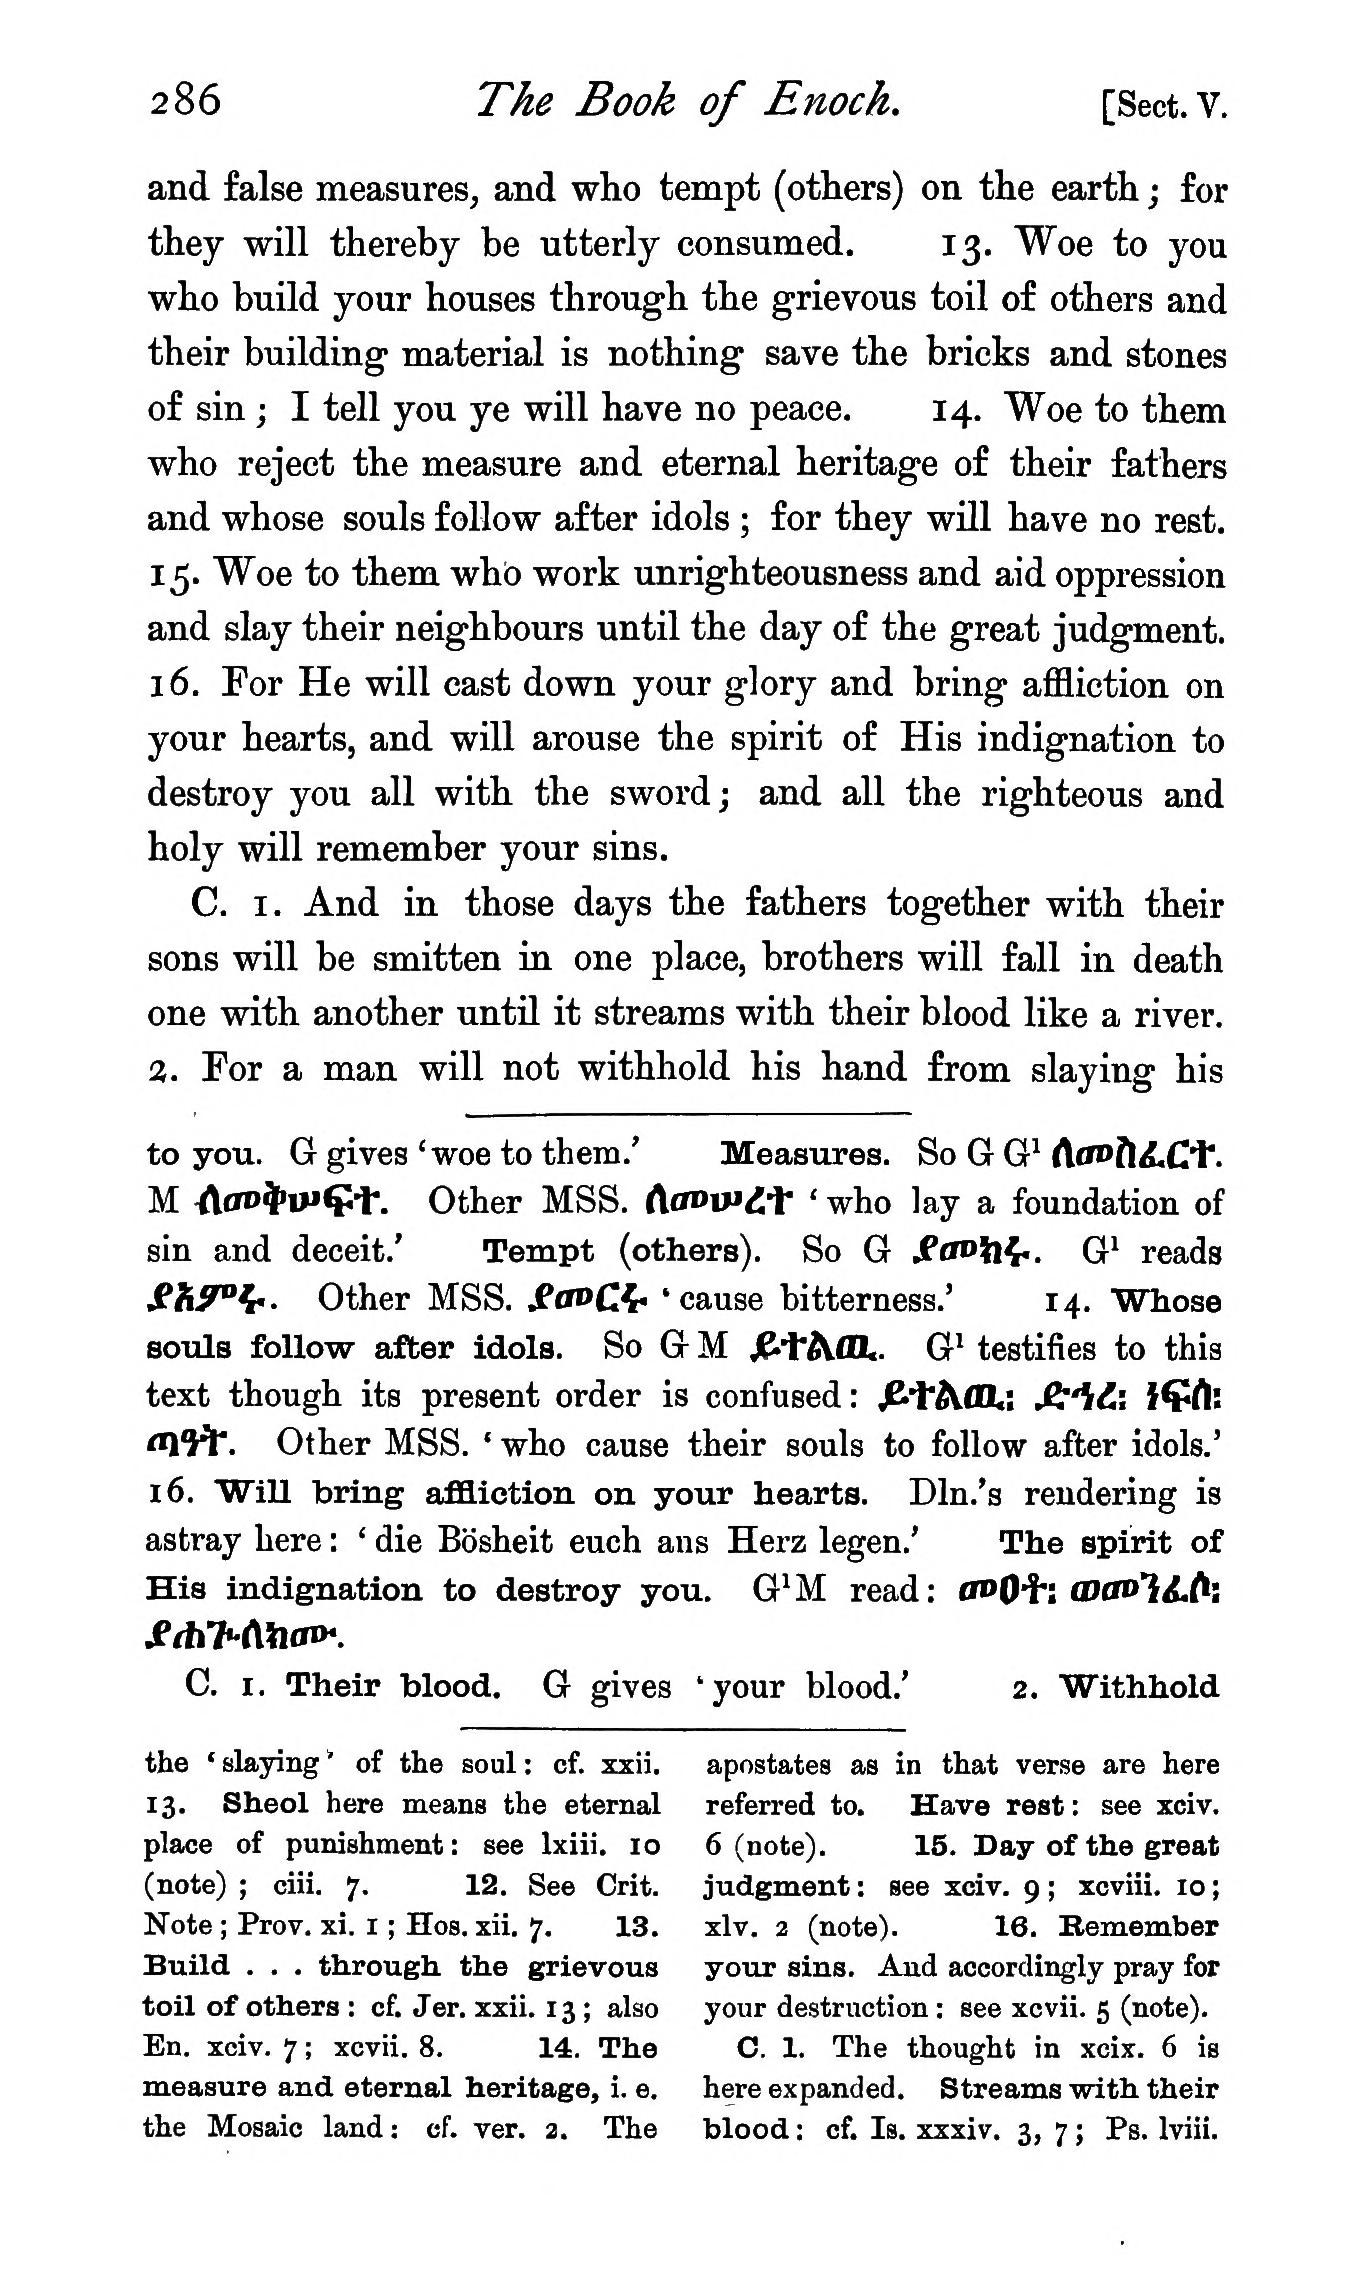 286 The Book of Enoch. [Sect. V.
and false measures, and who tempt (others) on the earth; for
they will thereby be utterly consumed. 13. Woe to you
who build your houses through the grievous toil of others and
their building material is nothing save the bricks and stones
of sin; I tell you ye will have no peace. 14. Woe to them
who reject the measure and eternal heritage of their fathers
and whose souls follow after idols; for they will have no rest.
15. Woe to them who work unrighteousness and aid oppression
and slay their neighbours until the day of the great judgment.
16. For He will cast down your glory and bring affliction on
your hearts, and will arouse the spirit of His indignation to
destroy you all with the sword; and all the righteous and
holy will remember your sins.
C. 1. And in those days the fathers together with their
sons will be smitten in one place, brothers will fall in death
one with another until it streams with their blood like a river.
2. For a man will not withhold his hand from slaying his
to you. G gives ‘woe to them.’ Measures. So G G¹ ለመስፈርት.
M ለመቅሠፍት. Other MSS. ለመሠረት ‘who lay a foundation of
sin and deceit.’ Tempt (others). So G ያመክሩ. G¹ reads
ያአምሩ. Other MSS. ያመርሩ ‘cause bitterness.’ 14. Whose
souls follow after idols. So G M ይተልዉ. G¹ testifies to this
text though its present order is confused: ይተልዉ፡ ድኅረ፡ ነፍሰ፡
ጣዖት. Other MSS. ‘who cause their souls to follow after idols.’
16. Will bring affliction on your hearts. Dln.’s rendering is
astray here: ‘die Bösheit euch ans Herz legen.’ The spirit of
His indignation to destroy you. G¹M read: መዐተ፡ ወመንፈሰ፡
ያሐጕለክሙ.
C. 1. Their blood. G gives ‘your blood.’ 2. Withhold
the ‘slaying’ of the soul: cf. xxii.
13. Sheol here means the eternal
place of punishment: see lxiii. 10
(note); ciii. 7. 12. See Crit.
Note; Prov. xi. 1; Hos. xii. 7. 13.
Build . . . through the grievous
toil of others: cf. Jer. xxii. 13; also
En. xciv. 7; xcvii. 8. 14. The
measure and eternal heritage, i. e.
the Mosaic land: cf. ver. 2. The
apostates as in that verse are here
referred to. Have rest: see xciv.
6 (note). 15. Day of the great
judgment: see xciv. 9; xcviii. 10;
xlv. 2 (note). 16. Remember
your sins. And accordingly pray for
your destruction: see xcvii. 5 (note).
C. 1. The thought in xcix. 6 is
here expanded. Streams with their
blood: cf. Is. xxxiv. 3, 7; Ps. lviii.